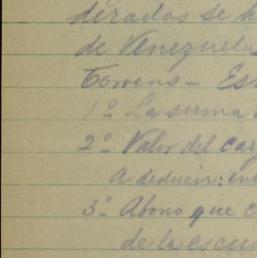 derados se h
de Venezuela
Torrens - Es
1º La suma
2º Valor del car
A deducir: en
3º Abono que c
de la escu